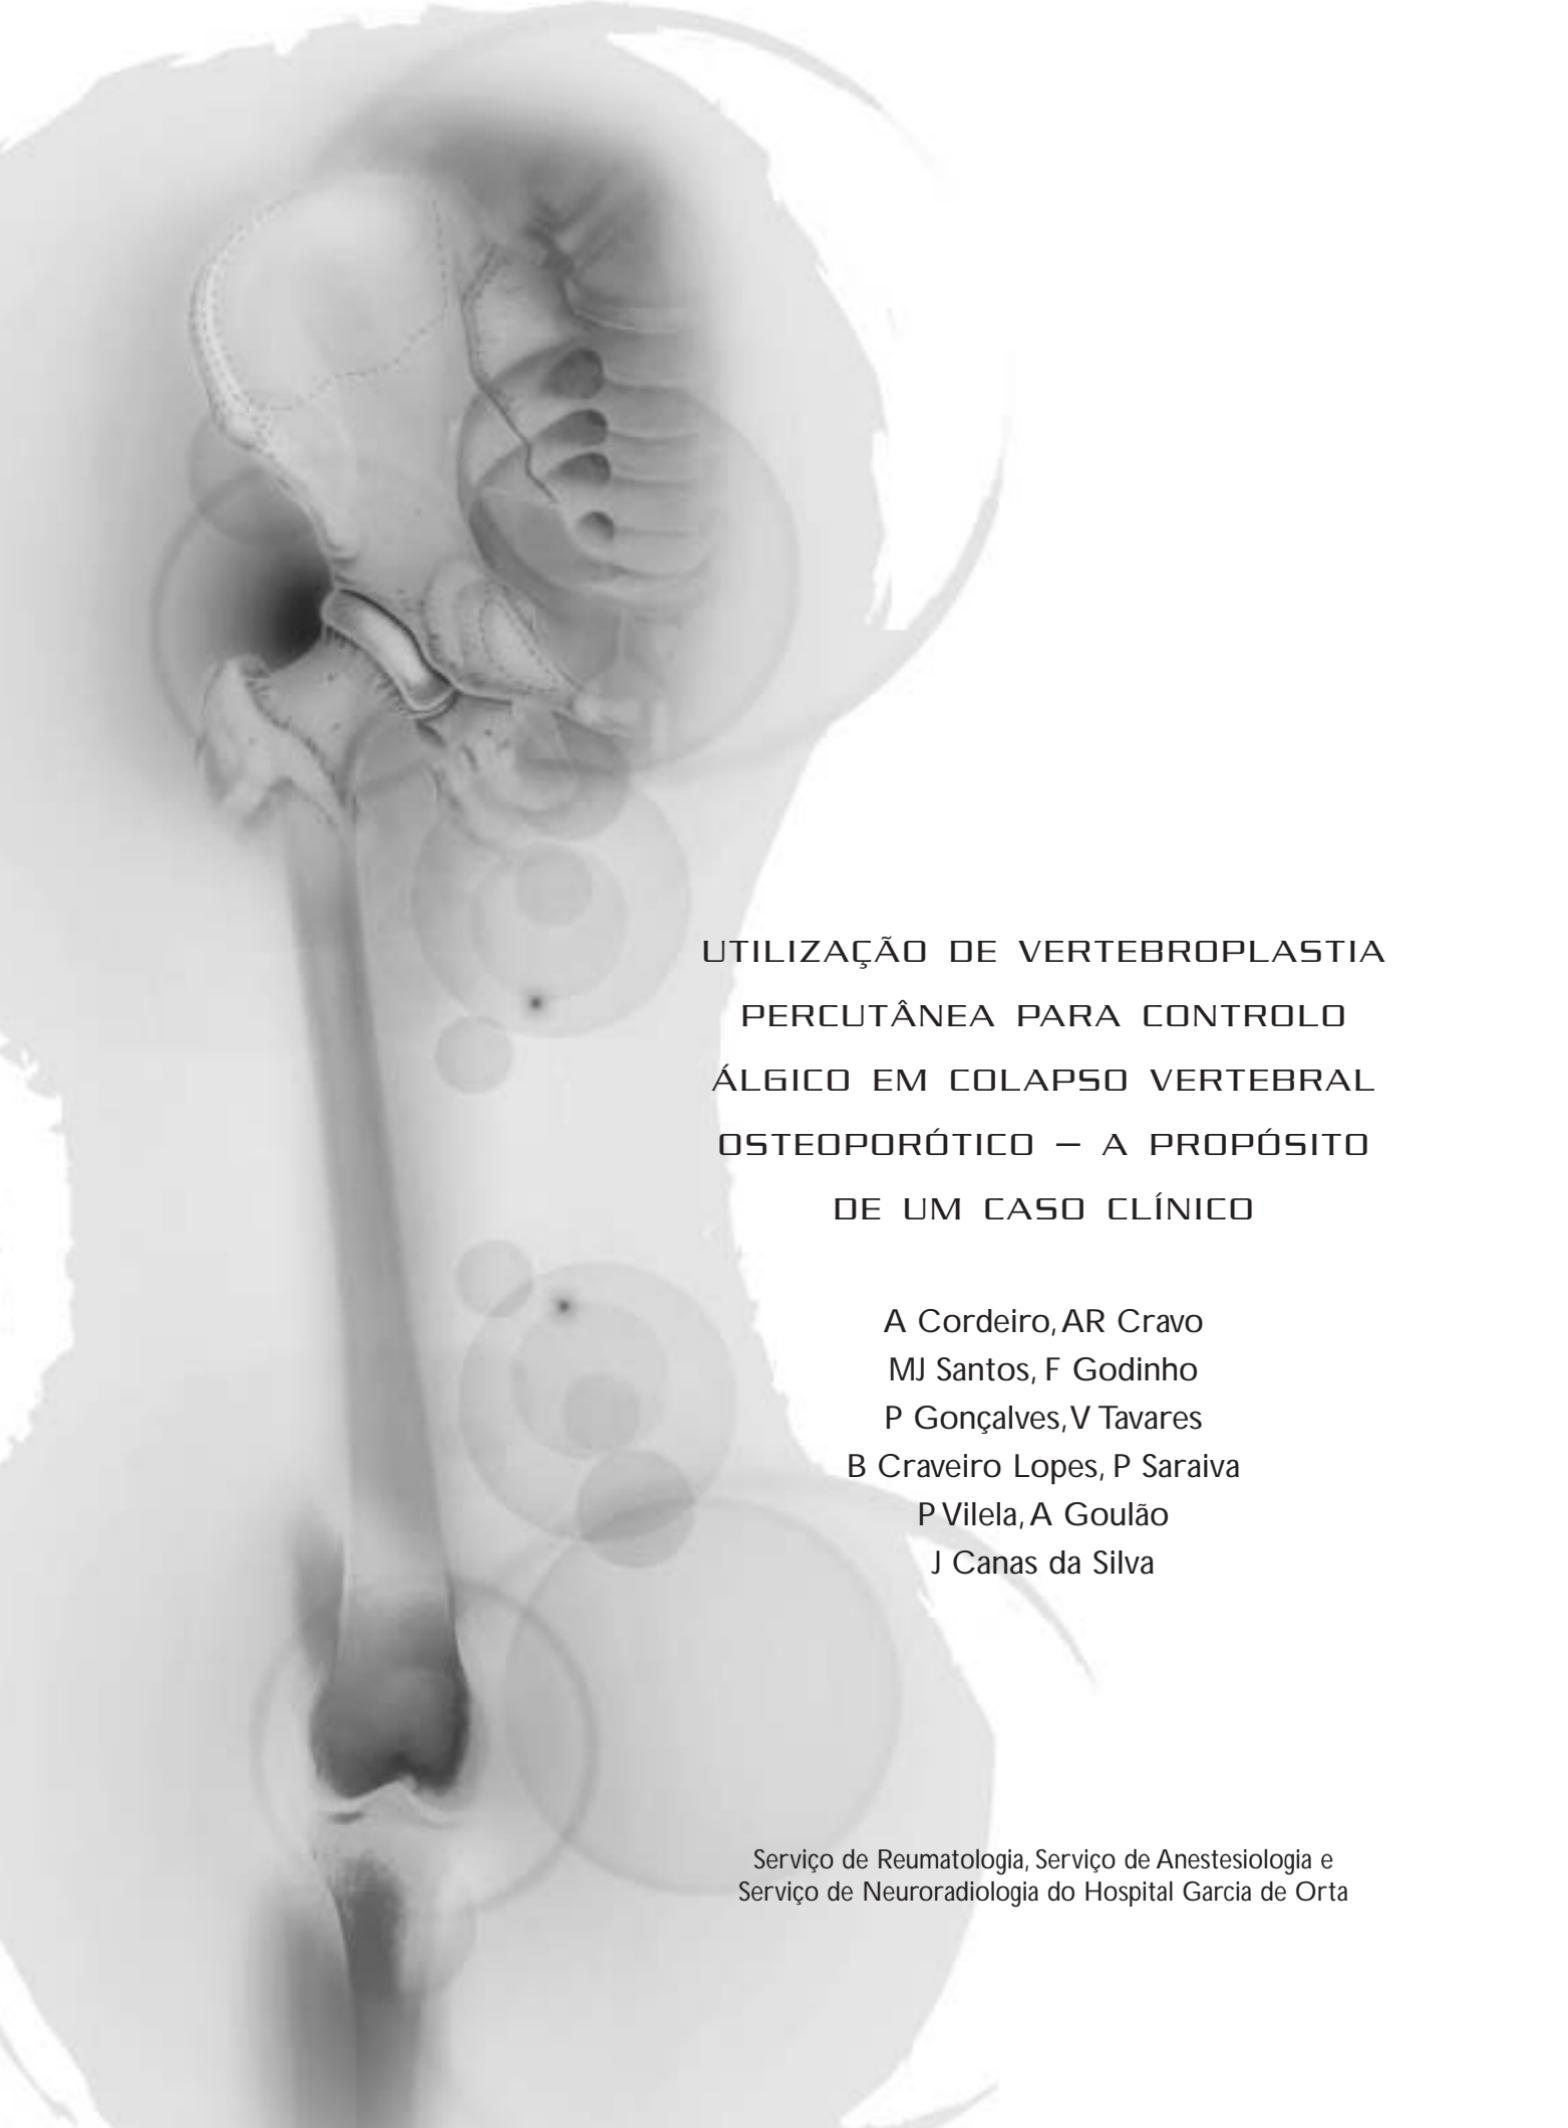 UTILIZAÇÃO DE VERTEBROPLASTIA
PERCUTÂNEA PARA CONTROLO
ÁLGICO EM COLAPSO VERTEBRAL
OSTEOPORÓTICO – A PROPÓSITO
DE UM CASO CLÍNICO
A Cordeiro, AR Cravo
MJ Santos, F Godinho
P Gonçalves, V Tavares
B Craveiro Lopes, P Saraiva
P Vilela, A Goulão
J Canas da Silva
Serviço de Reumatologia, Serviço de Anestesiologia e
Serviço de Neuroradiologia do Hospital Garcia de Orta